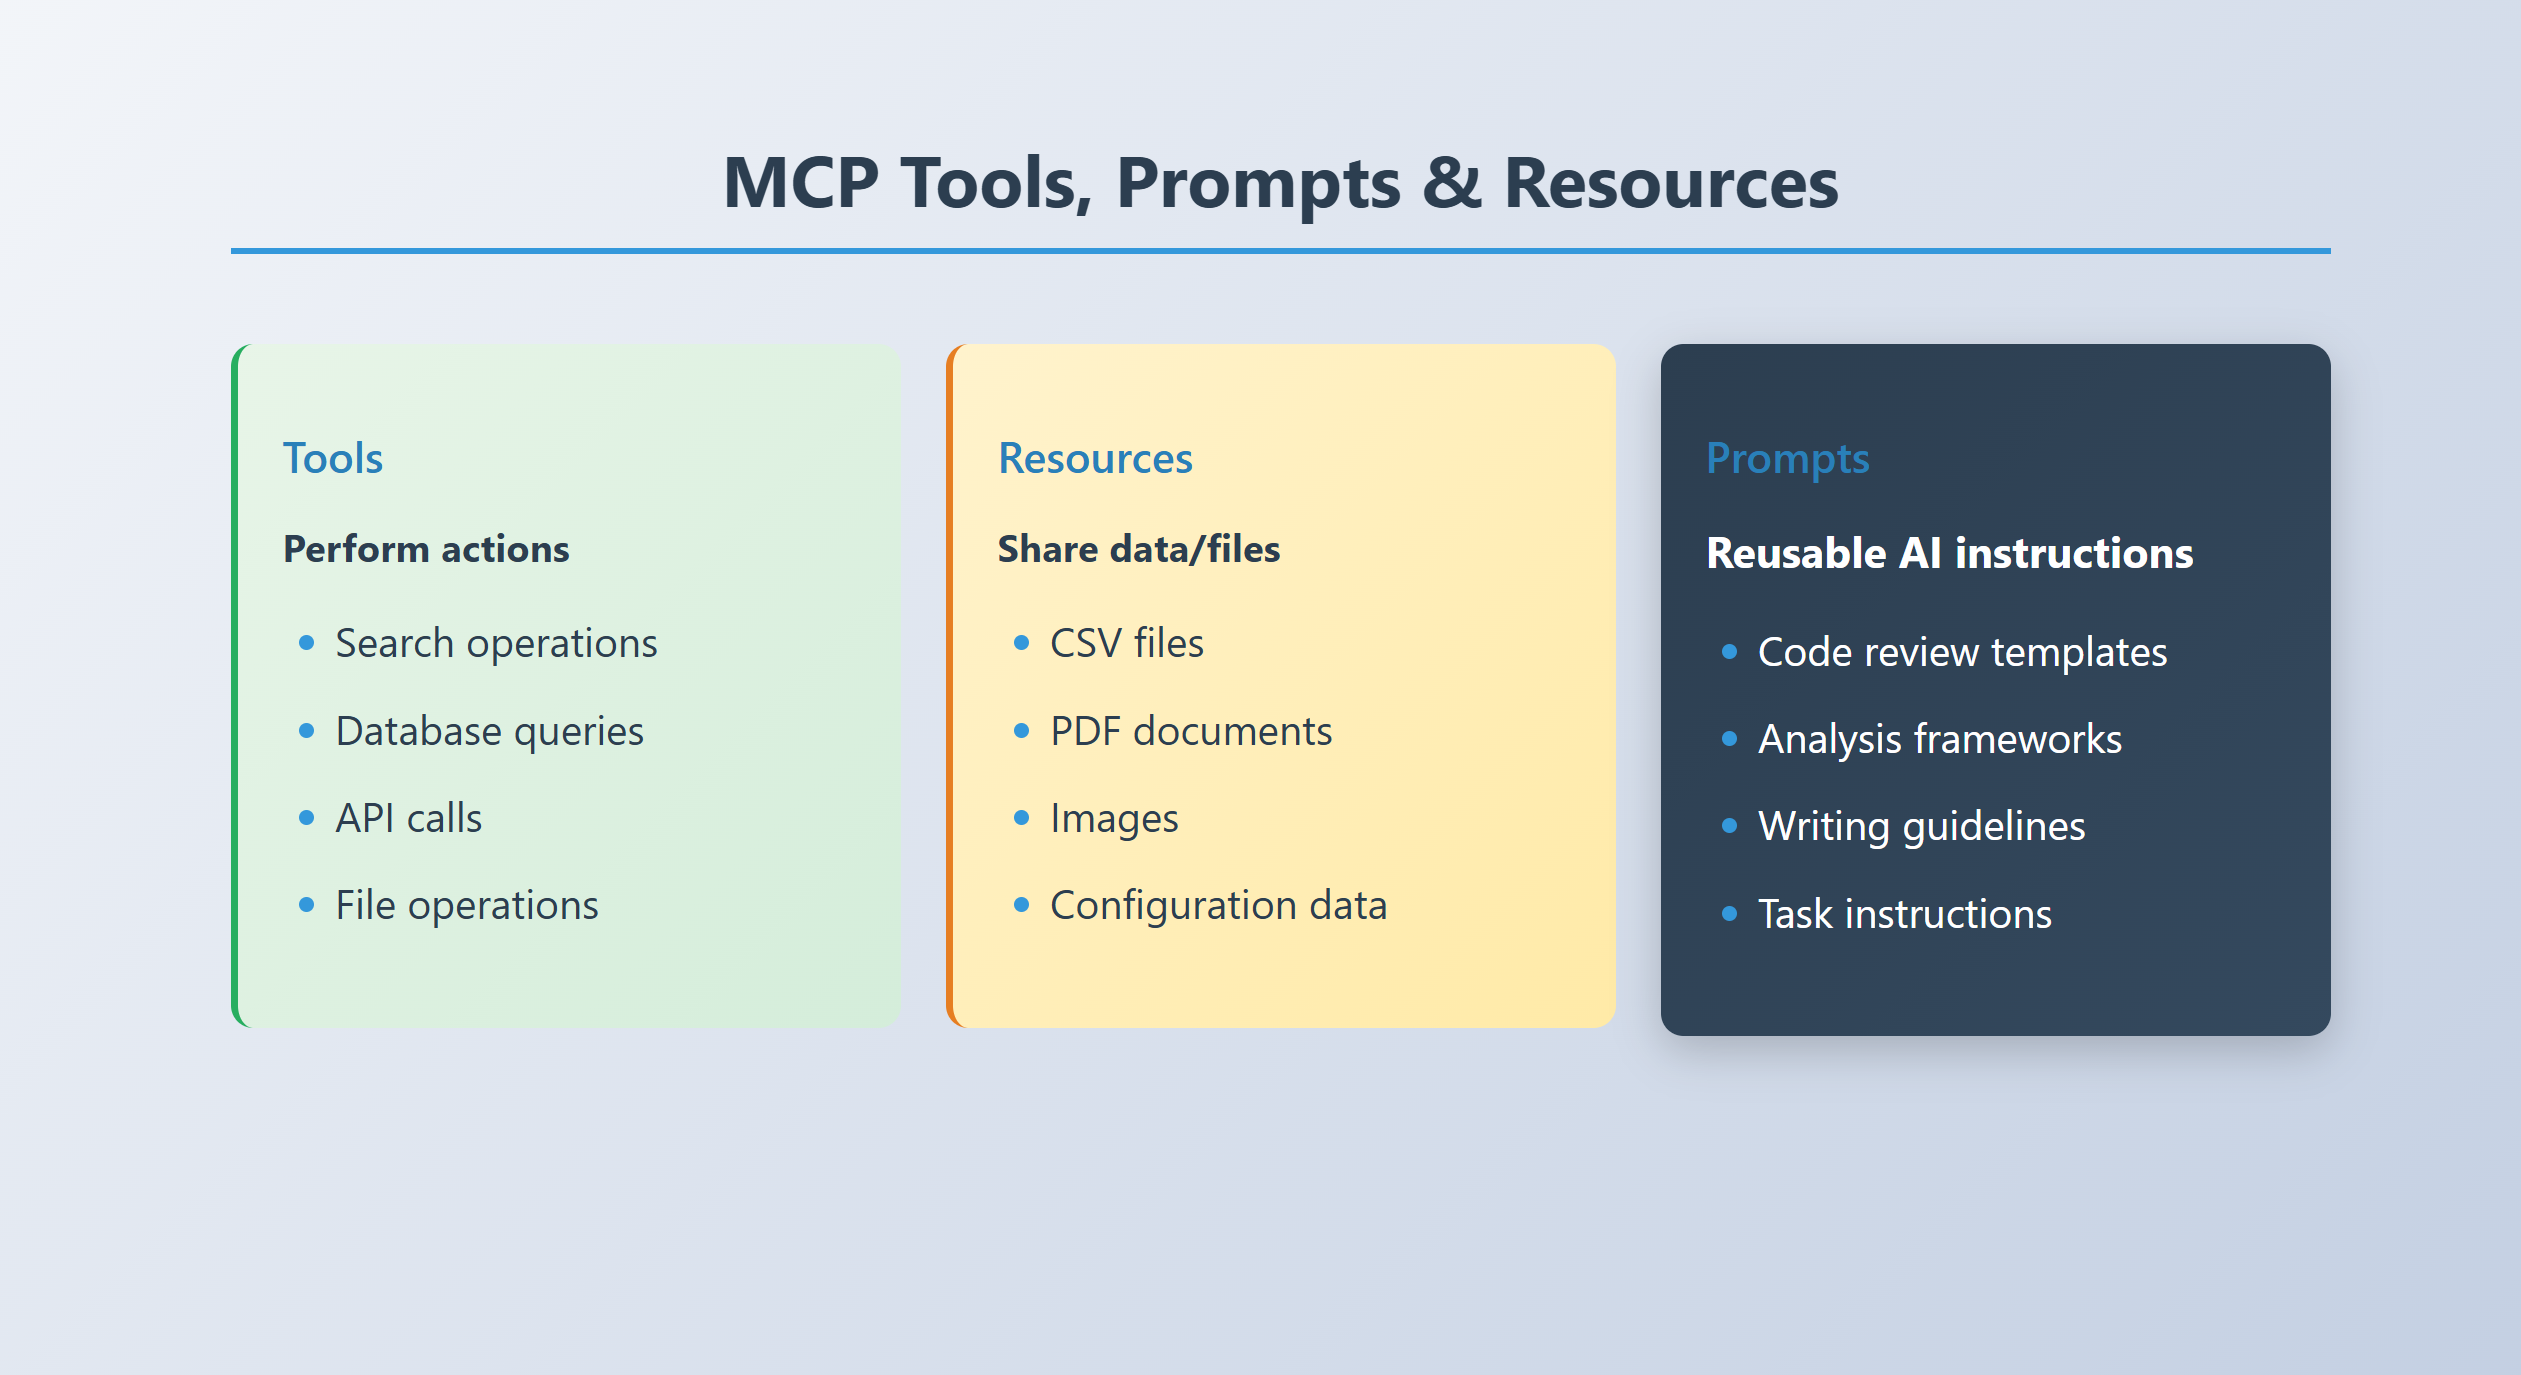 MCP Tools, Prompts & Resources
Tools
Perform actions
Search operations
Database queries
API calls
File operations
Resources
Share data/files
CSV files
PDF documents
Images
Configuration data
Prompts
Reusable AI instructions
Code review templates
Analysis frameworks
Writing guidelines
Task instructions